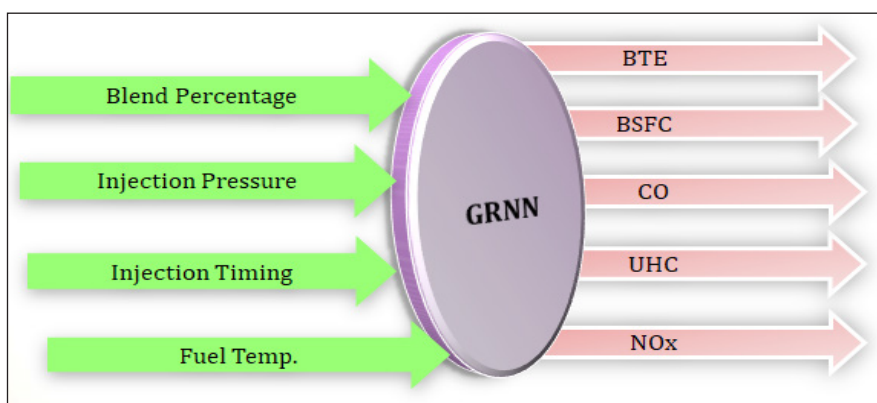 Blend Percentage
Injection Pressure
Injection Timing
Fuel Temp.
GRNN
BTE
BSFC
CO
UHC
NOx